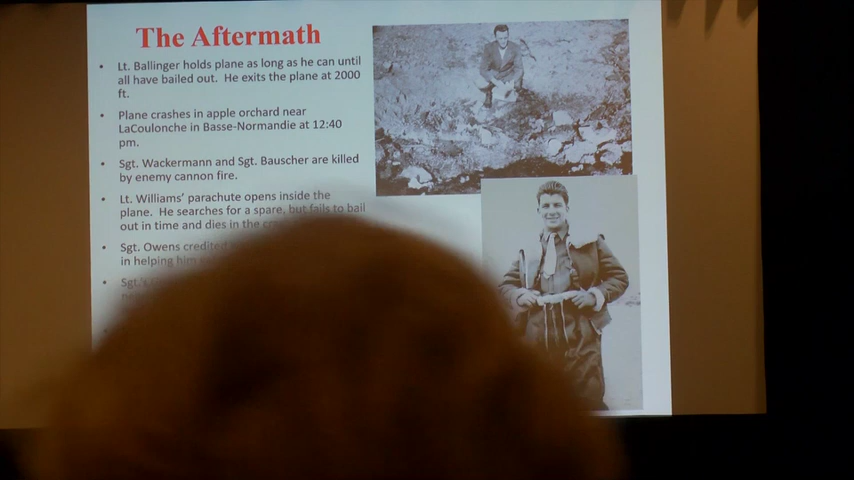 The Aftermath
• Lt. Ballinger holds plane as long as he can until
all have bailed out. He exits the plane at 2000
ft.
• Plane crashes in apple orchard near
LaCoulonche in Basse-Normandie at 12:40
pm.
• Sgt. Wackermann and Sgt. Bauscher are killed
by enemy cannon fire.
• Lt. Williams' parachute opens inside the
plane. He searches for a spare, but fails to bail
out in time and dies in the
• Sgt. Owens credited
in helping him
• Sgt.'s